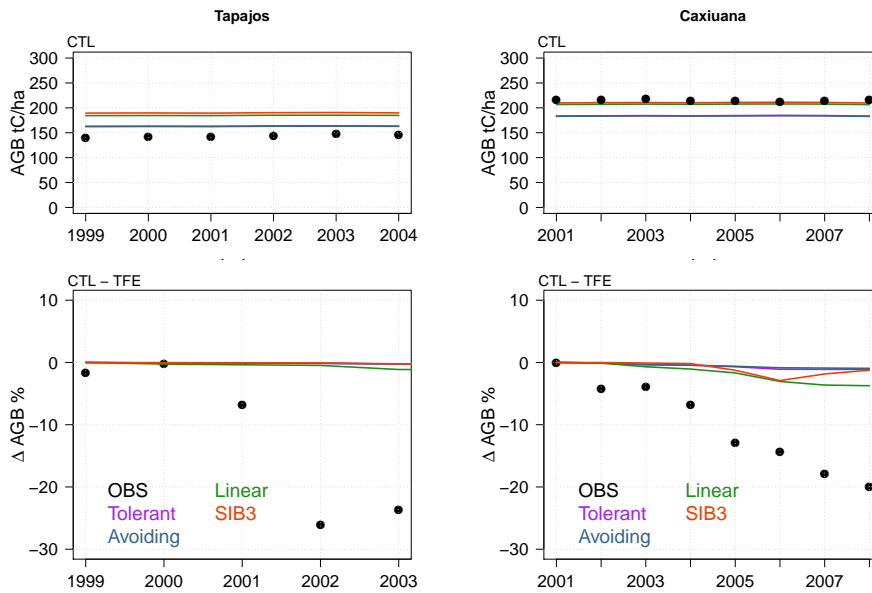 Tapajos
CTL
AGB tC/ha
300
250
200
150
100
50
0
1999 2000 2001 2002 2003 2004
Caxiuana
CTL
AGB tC/ha
300
250
200
150
100
50
0
2001 2003 2005 2007
CTL − TFE
Δ AGB %
10
0
−10
−20
−30
OBS Linear
Tolerant SIB3
Avoiding
1999 2000 2001 2002 2003
CTL − TFE
Δ AGB %
10
0
−10
−20
−30
OBS Linear
Tolerant SIB3
Avoiding
2001 2003 2005 2007